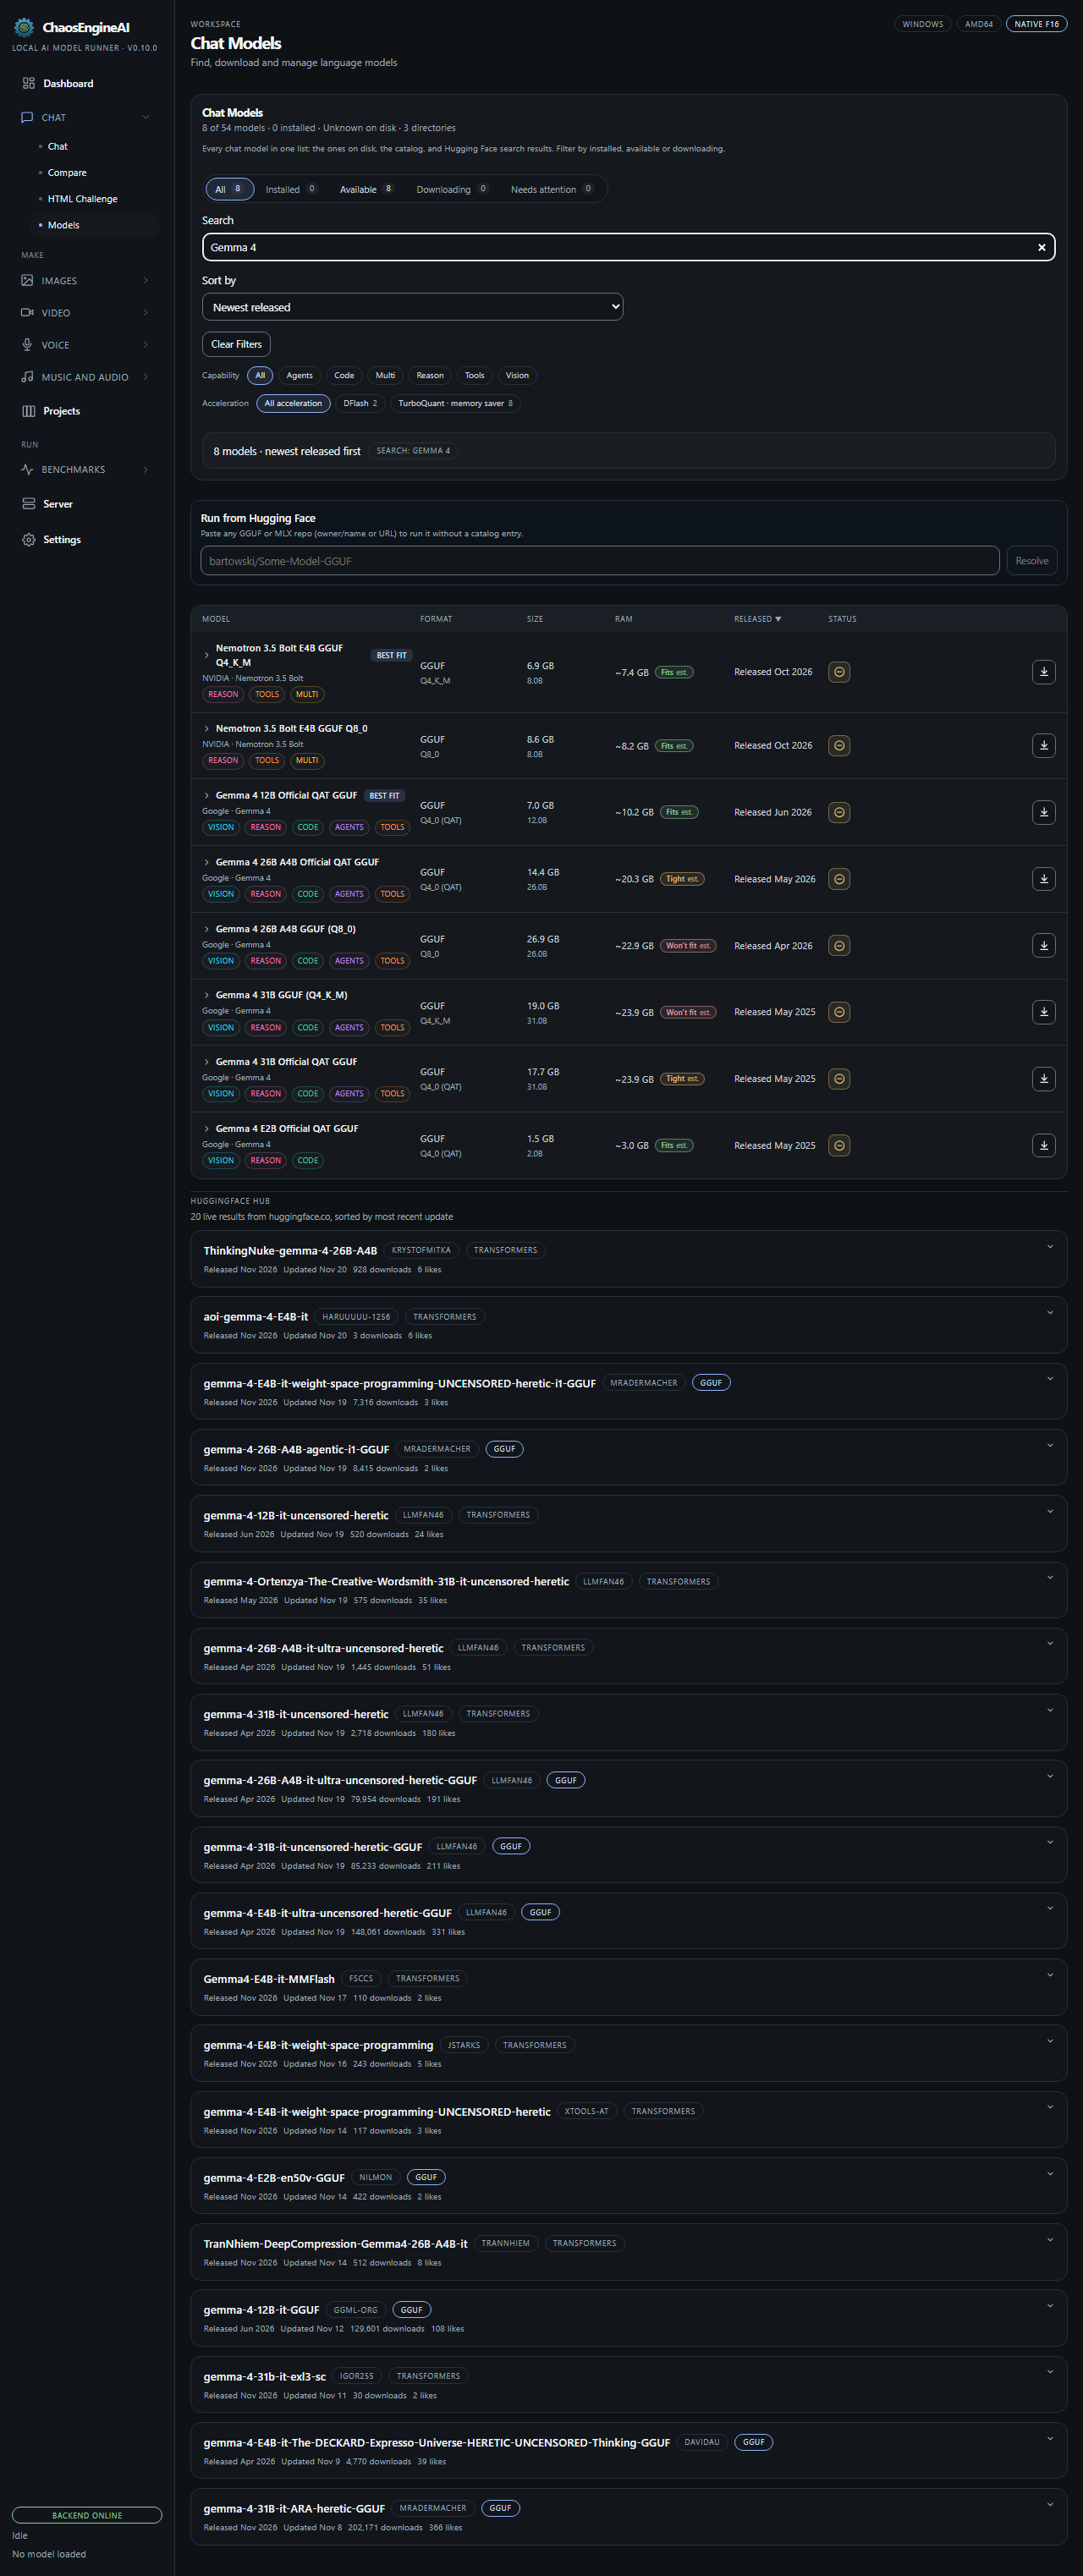 ChaosEngineAI
LOCAL AI MODEL RUNNER · V0.10.0
Dashboard
CHAT
Chat
Compare
HTML Challenge
Models
MAKE
IMAGES
VIDEO
VOICE
MUSIC AND AUDIO
Projects
RUN
BENCHMARKS
Server
Settings
BACKEND ONLINE
Idle
No model loaded
WORKSPACE
Chat Models
Find, download and manage language models
WINDOWS AMD64 NATIVE F16
Chat Models
8 of 54 models · 0 installed · Unknown on disk · 3 directories
Every chat model in one list: the ones on disk, the catalog, and Hugging Face search results. Filter by installed, available or downloading.
All 8 Installed 0 Available 8 Downloading 0 Needs attention 0
Search
Gemma 4
Sort by
Newest released
Clear Filters
Capability All Agents Code Multi Reason Tools Vision
Acceleration All acceleration DFlash 2 TurboQuant · memory saver 8
8 models · newest released first SEARCH: GEMMA 4
Run from Hugging Face
Paste any GGUF or MLX repo (owner/name or URL) to run it without a catalog entry.
bartowski/Some-Model-GGUF Resolve
MODEL FORMAT SIZE RAM RELEASED ▼ STATUS
Nemotron 3.5 Bolt E4B GGUF Q4_K_M BEST FIT
NVIDIA · Nemotron 3.5 Bolt
REASON TOOLS MULTI
GGUF Q4_K_M 6.9 GB 8.0B ~7.4 GB Fits est. Released Oct 2026
Nemotron 3.5 Bolt E4B GGUF Q8_0
NVIDIA · Nemotron 3.5 Bolt
REASON TOOLS MULTI
GGUF Q8_0 8.6 GB 8.0B ~8.2 GB Fits est. Released Oct 2026
Gemma 4 12B Official QAT GGUF BEST FIT
Google · Gemma 4
VISION REASON CODE AGENTS TOOLS
GGUF Q4_0 (QAT) 7.0 GB 12.0B ~10.2 GB Fits est. Released Jun 2026
Gemma 4 26B A4B Official QAT GGUF
Google · Gemma 4
VISION REASON CODE AGENTS TOOLS
GGUF Q4_0 (QAT) 14.4 GB 26.0B ~20.3 GB Tight est. Released May 2026
Gemma 4 26B A4B GGUF (Q8_0)
Google · Gemma 4
VISION REASON CODE AGENTS TOOLS
GGUF Q8_0 26.9 GB 26.0B ~22.9 GB Won't fit est. Released Apr 2026
Gemma 4 31B GGUF (Q4_K_M)
Google · Gemma 4
VISION REASON CODE AGENTS TOOLS
GGUF Q4_K_M 19.0 GB 31.0B ~23.9 GB Won't fit est. Released May 2025
Gemma 4 31B Official QAT GGUF
Google · Gemma 4
VISION REASON CODE AGENTS TOOLS
GGUF Q4_0 (QAT) 17.7 GB 31.0B ~23.9 GB Tight est. Released May 2025
Gemma 4 E2B Official QAT GGUF
Google · Gemma 4
VISION REASON CODE
GGUF Q4_0 (QAT) 1.5 GB 2.0B ~3.0 GB Fits est. Released May 2025
HUGGINGFACE HUB
20 live results from huggingface.co, sorted by most recent update
ThinkingNuke-gemma-4-26B-A4B KRYSTOFMITKA TRANSFORMERS
Released Nov 2026 Updated Nov 20 928 downloads 6 likes
aoi-gemma-4-E4B-it HARUUUUU-1256 TRANSFORMERS
Released Nov 2026 Updated Nov 20 3 downloads 6 likes
gemma-4-E4B-it-weight-space-programming-UNCENSORED-heretic-i1-GGUF MRADERMACHER GGUF
Released Nov 2026 Updated Nov 19 7,316 downloads 3 likes
gemma-4-26B-A4B-agentic-i1-GGUF MRADERMACHER GGUF
Released Nov 2026 Updated Nov 19 8,415 downloads 2 likes
gemma-4-12B-it-uncensored-heretic LLMFAN46 TRANSFORMERS
Released Jun 2026 Updated Nov 19 520 downloads 24 likes
gemma-4-Ortenzya-The-Creative-Wordsmith-31B-it-uncensored-heretic LLMFAN46 TRANSFORMERS
Released May 2026 Updated Nov 19 575 downloads 35 likes
gemma-4-26B-A4B-it-ultra-uncensored-heretic LLMFAN46 TRANSFORMERS
Released Apr 2026 Updated Nov 19 1,445 downloads 51 likes
gemma-4-31B-it-uncensored-heretic LLMFAN46 TRANSFORMERS
Released Apr 2026 Updated Nov 19 2,718 downloads 180 likes
gemma-4-26B-A4B-it-ultra-uncensored-heretic-GGUF LLMFAN46 GGUF
Released Apr 2026 Updated Nov 19 79,954 downloads 191 likes
gemma-4-31B-it-uncensored-heretic-GGUF LLMFAN46 GGUF
Released Apr 2026 Updated Nov 19 85,233 downloads 211 likes
gemma-4-E4B-it-ultra-uncensored-heretic-GGUF LLMFAN46 GGUF
Released Apr 2026 Updated Nov 19 148,061 downloads 331 likes
Gemma4-E4B-it-MMFlash FSCCS TRANSFORMERS
Released Nov 2026 Updated Nov 17 110 downloads 2 likes
gemma-4-E4B-it-weight-space-programming JSTARKS TRANSFORMERS
Released Nov 2026 Updated Nov 16 243 downloads 5 likes
gemma-4-E4B-it-weight-space-programming-UNCENSORED-heretic XTOOLS-AT TRANSFORMERS
Released Nov 2026 Updated Nov 14 117 downloads 3 likes
gemma-4-E2B-en50v-GGUF NILMON GGUF
Released Nov 2026 Updated Nov 14 422 downloads 2 likes
TranNhiem-DeepCompression-Gemma4-26B-A4B-it TRANNHIEM TRANSFORMERS
Released Nov 2026 Updated Nov 14 512 downloads 8 likes
gemma-4-12B-it-GGUF GGML-ORG GGUF
Released Jun 2026 Updated Nov 12 129,601 downloads 108 likes
gemma-4-31b-it-exl3-sc IGOR255 TRANSFORMERS
Released Nov 2026 Updated Nov 11 30 downloads 2 likes
gemma-4-E4B-it-The-DECKARD-Expresso-Universe-HERETIC-UNCENSORED-Thinking-GGUF DAVIDAU GGUF
Released Apr 2026 Updated Nov 9 4,770 downloads 39 likes
gemma-4-31B-it-ARA-heretic-GGUF MRADERMACHER GGUF
Released Nov 2026 Updated Nov 8 202,171 downloads 366 likes